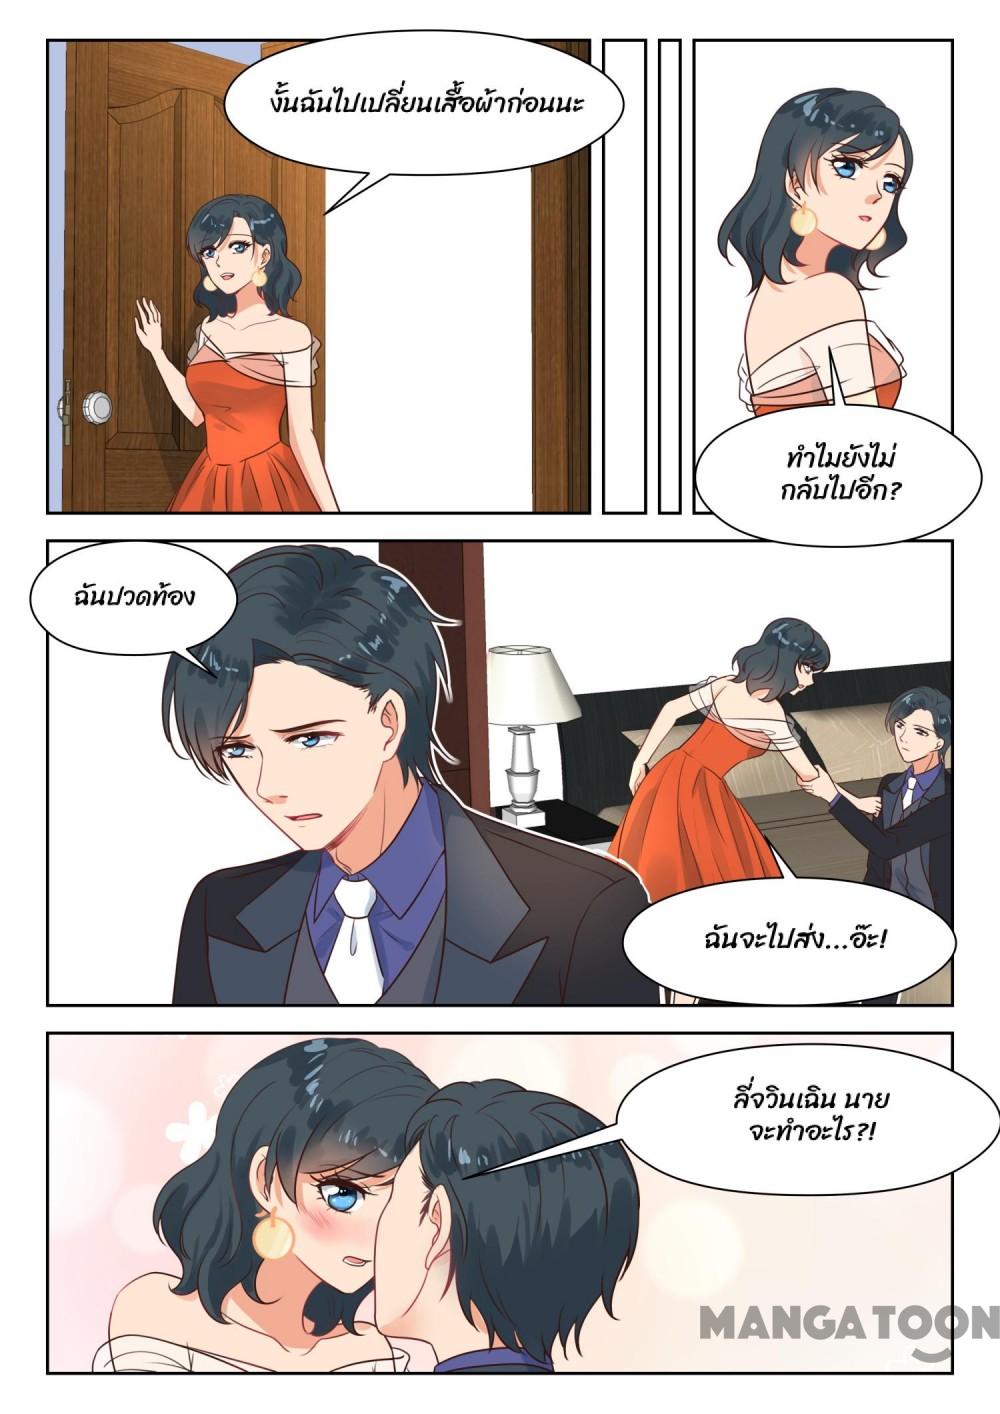 งั้นฉันไปเปลี่ยนเสื้อผ้าก่อนนะ
ทำไมยังไม่
กลับไปอีก?
ฉันปวดท้อง
ฉันจะไปส่ง...อ๊ะ!
ลี่จวินเฉิน นาย
จะทำอะไร?!
MANGATOON